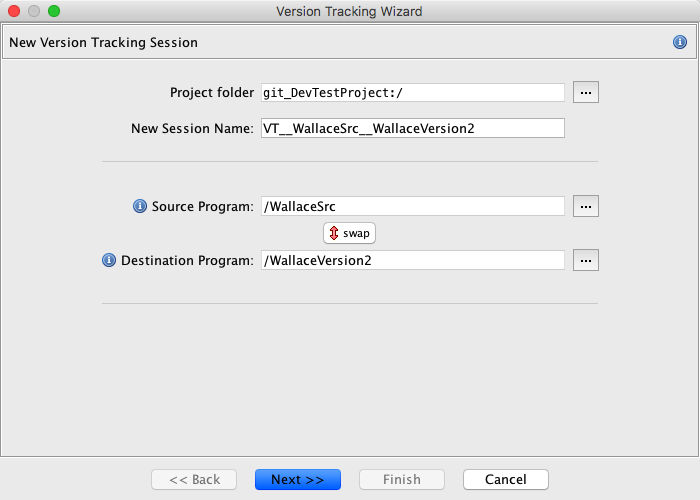 Version Tracking Wizard
New Version Tracking Session
Project folder git_DevTestProject:/ ...
New Session Name: VT__WallaceSrc__WallaceVersion2
Source Program: /WallaceSrc ...
swap
Destination Program: /WallaceVersion2 ...
<< Back Next >> Finish Cancel